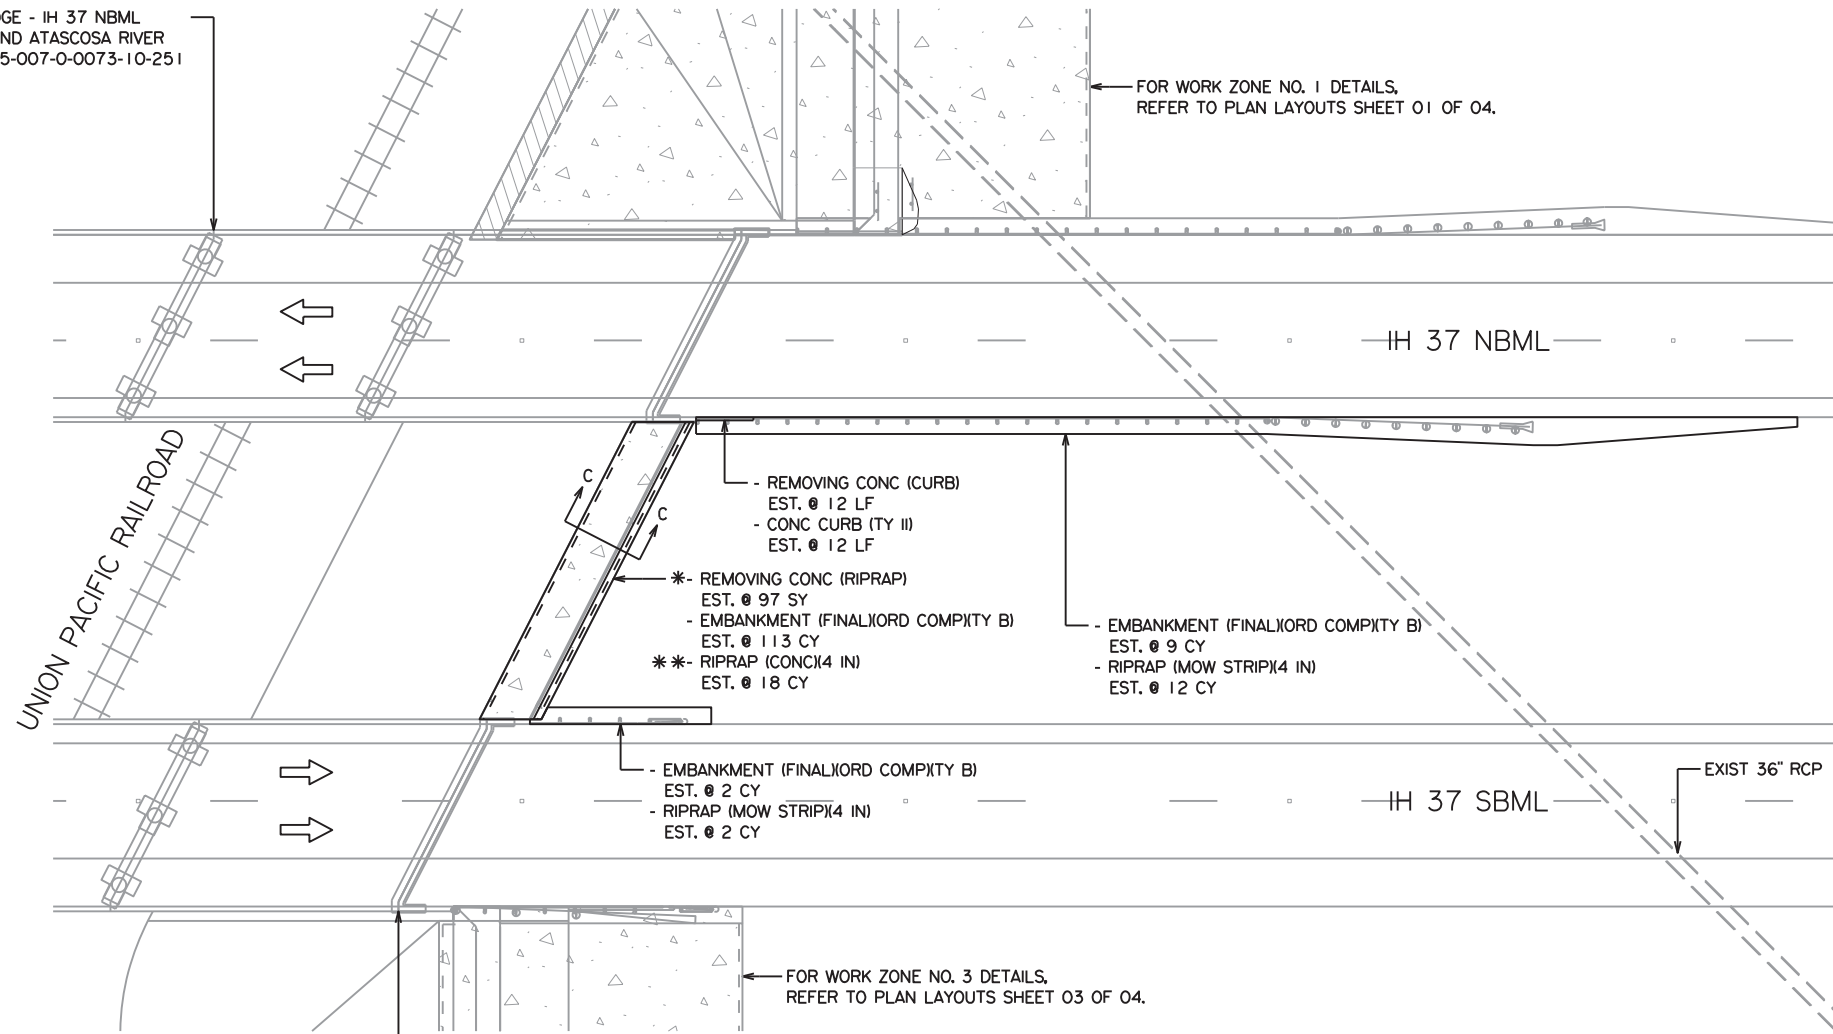 GE - IH 37 NBML
ND ATASCOSA RIVER
5-007-0-0073-10-251
FOR WORK ZONE NO. 1 DETAILS,
REFER TO PLAN LAYOUTS SHEET 01 OF 04.
IH 37 NBML
UNION PACIFIC RAILROAD
C
C
- REMOVING CONC (CURB)
EST. @ 12 LF
- CONC CURB (TY II)
EST. @ 12 LF
*- REMOVING CONC (RIPRAP)
EST. @ 97 SY
- EMBANKMENT (FINAL)(ORD COMP)(TY B)
EST. @ 113 CY
**- RIPRAP (CONC)(4 IN)
EST. @ 18 CY
- EMBANKMENT (FINAL)(ORD COMP)(TY B)
EST. @ 9 CY
- RIPRAP (MOW STRIP)(4 IN)
EST. @ 12 CY
- EMBANKMENT (FINAL)(ORD COMP)(TY B)
EST. @ 2 CY
- RIPRAP (MOW STRIP)(4 IN)
EST. @ 2 CY
EXIST 36" RCP
IH 37 SBML
FOR WORK ZONE NO. 3 DETAILS,
REFER TO PLAN LAYOUTS SHEET 03 OF 04.